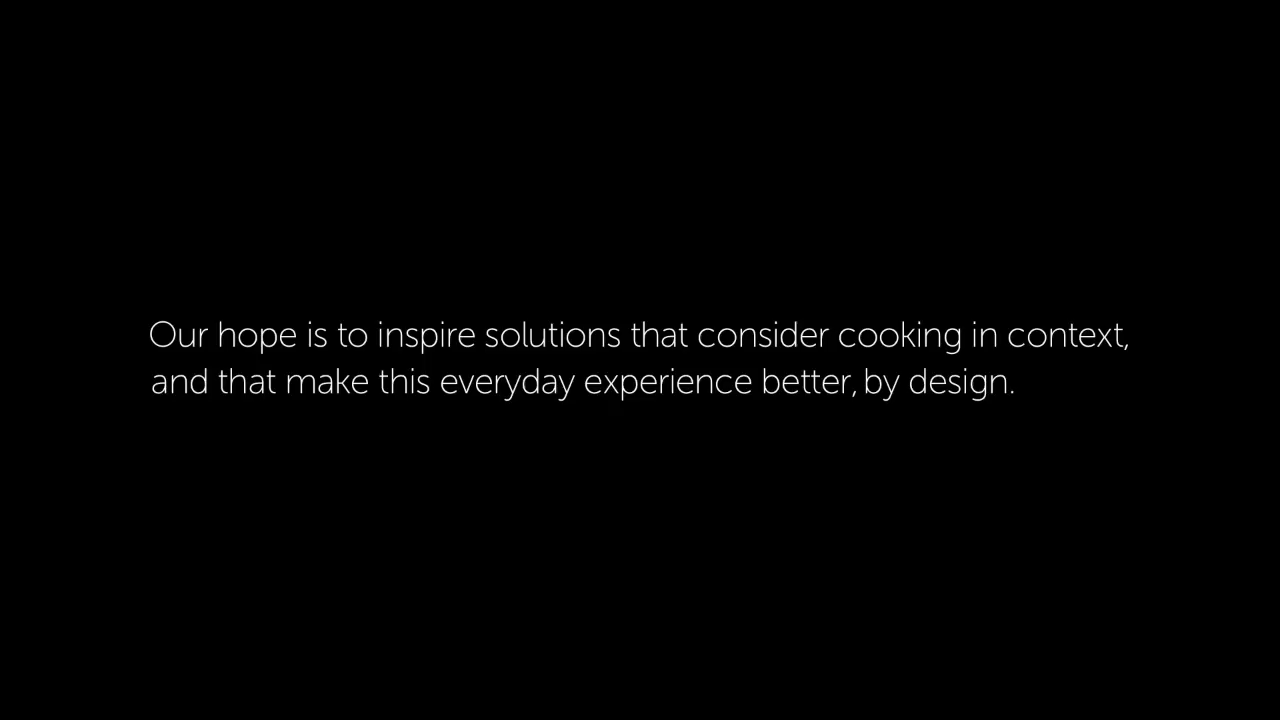 Our hope is to inspire solutions that consider cooking in context,
and that make this everyday experience better, by design.